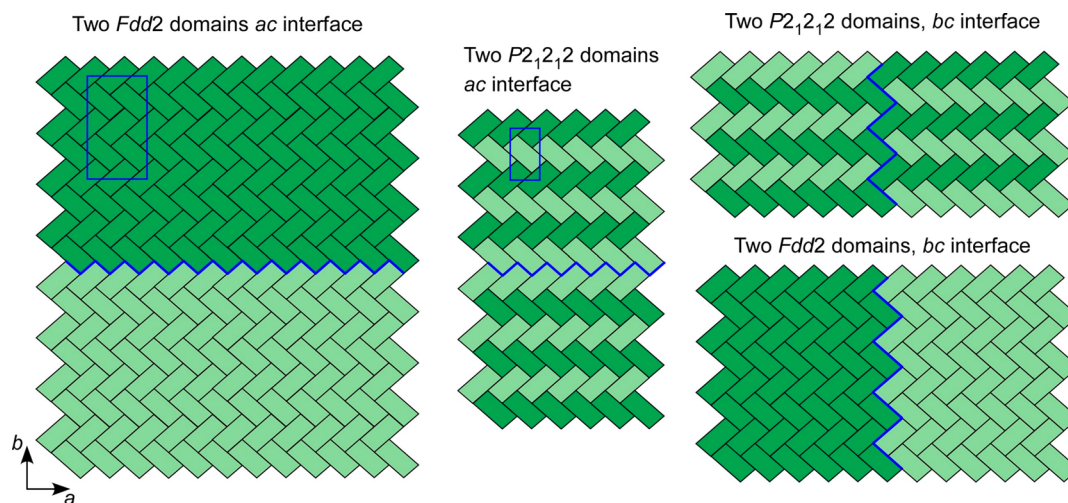 Two Fdd2 domains ac interface
Two P2₁2₁2 domains
ac interface
Two P2₁2₁2 domains, bc interface
Two Fdd2 domains, bc interface
b
a